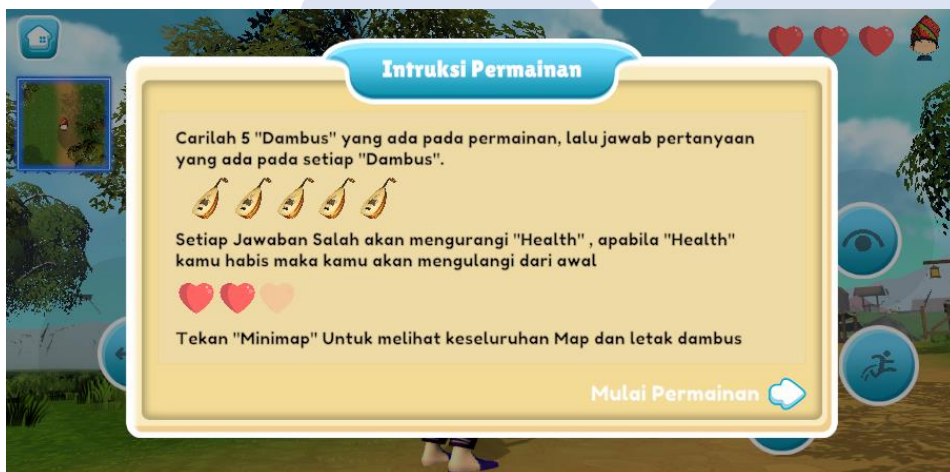 Intruksi Permainan
Carilah 5 "Dambus" yang ada pada permainan, lalu jawab pertanyaan
yang ada pada setiap "Dambus".
Setiap Jawaban Salah akan mengurangi "Health" , apabila "Health"
kamu habis maka kamu akan mengulangi dari awal
Tekan "Minimap" Untuk melihat keseluruhan Map dan letak dambus
Mulai Permainan